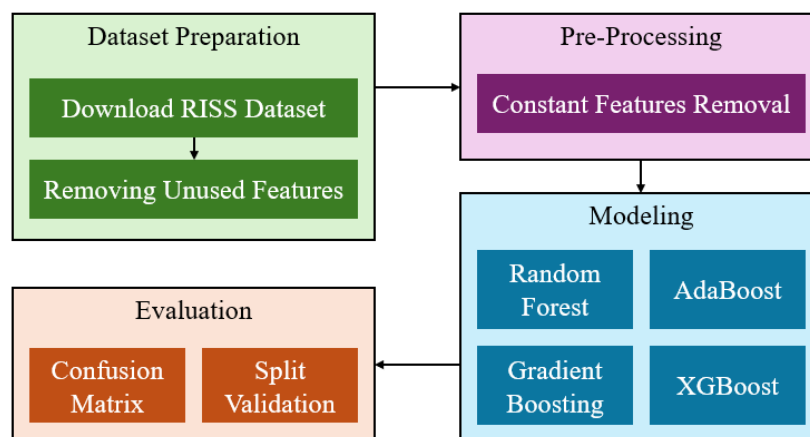 Dataset Preparation
Download RISS Dataset
Removing Unused Features
Pre-Processing
Constant Features Removal
Modeling
Random
Forest
AdaBoost
Gradient
Boosting
XGBoost
Evaluation
Confusion
Matrix
Split
Validation